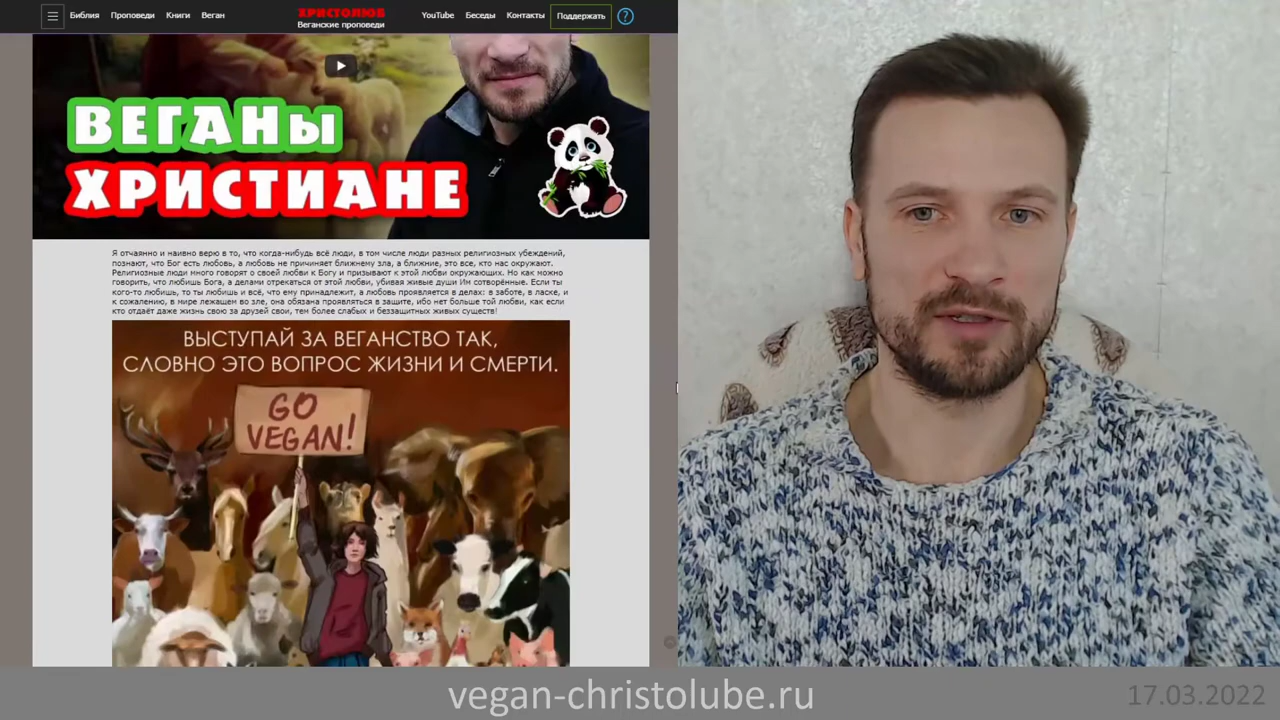 Библия Проповеди Книги Веган ХРИСТОЛЮБ YouTube Беседы Контакты Поддержать ?
Веганские проповеди
ВЕГАНы
ХРИСТИАНЕ
Я отчаянно и наивно верю в то, что когда-нибудь всё люди, в том числе люди разных религиозных убеждений,
познают, что Бог есть любовь, а любовь не причиняет ближнему зла, а ближние, это все, кто нас окружают.
Религиозные люди много говорят о своей любви к Богу и призывают к этой любви окружающих. Но как можно
говорить, что любишь Бога, а делами отрекаться от этой любви, убивая живые души Им сотворённые. Если ты
кого-то любишь, то ты любишь и всё, что ему принадлежит, а любовь проявляется в делах: в заботе, в ласке, и
к сожалению, в мире лежащем во зле, она обязана проявляться в защите, ибо нет больше той любви, как если
кто отдаёт даже жизнь свою за друзей свои, тем более слабых и беззащитных живых существ!
ВЫСТУПАЙ ЗА ВЕГАНСТВО ТАК,
СЛОВНО ЭТО ВОПРОС ЖИЗНИ И СМЕРТИ.
GO
VEGAN!
vegan-christolube.ru
17.03.2022